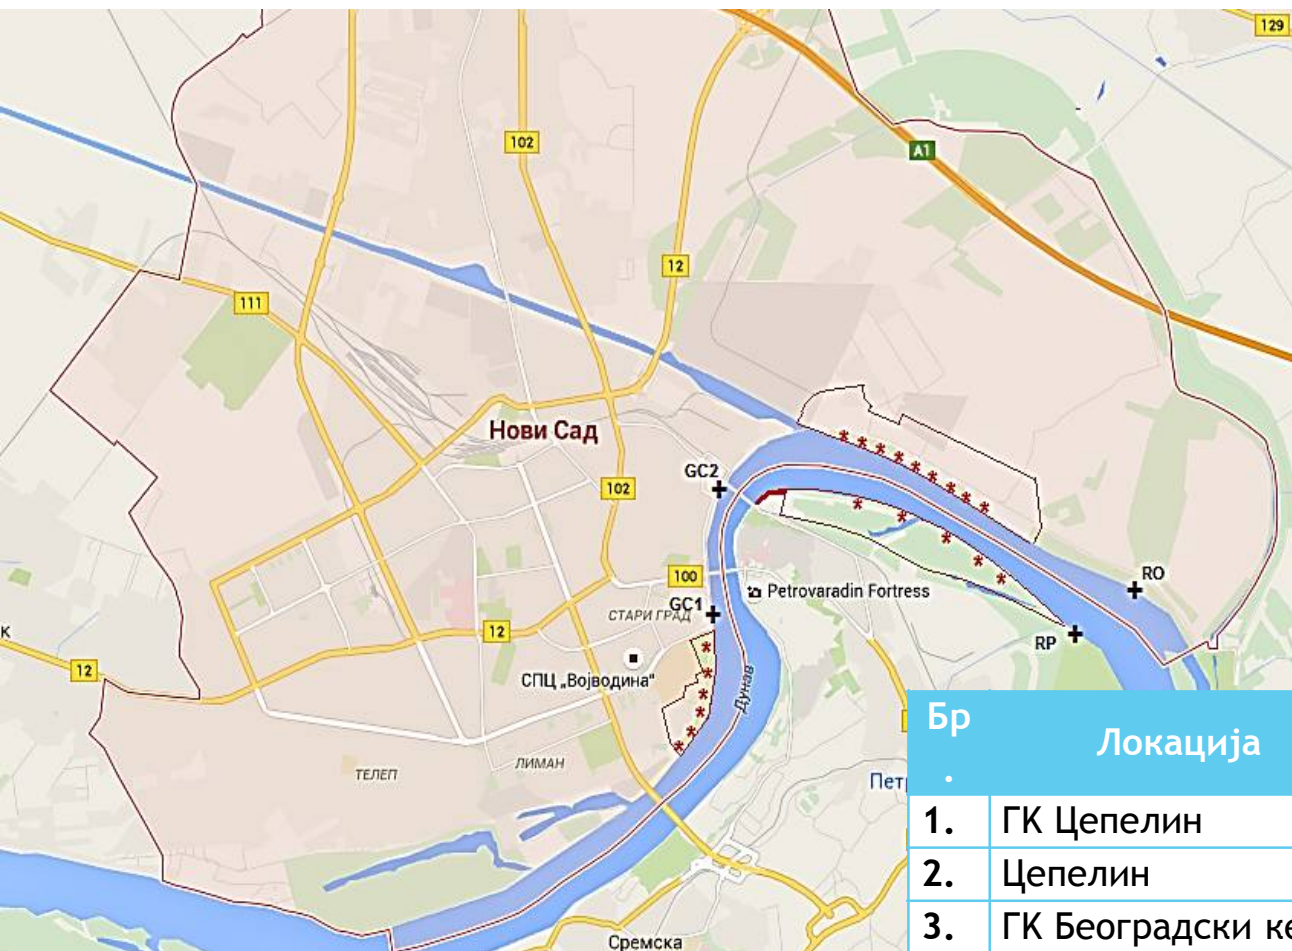 129
102
A1
12
111
Нови Сад
GC2
102
RO
100
Petrovaradin Fortress
GC1
СТАРИ ГРАД
12
RP
к
12
СПЦ „Војводина“
Дунав
ЛИМАН
ТЕЛЕП
Пет
Сремска
Бр. Локација
1. ГК Цепелин
2. Цепелин
3. ГК Београдски ке